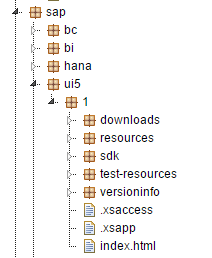 sap
bc
bi
hana
ui5
1
downloads
resources
sdk
test-resources
versioninfo
.xsaccess
.xsapp
index.html